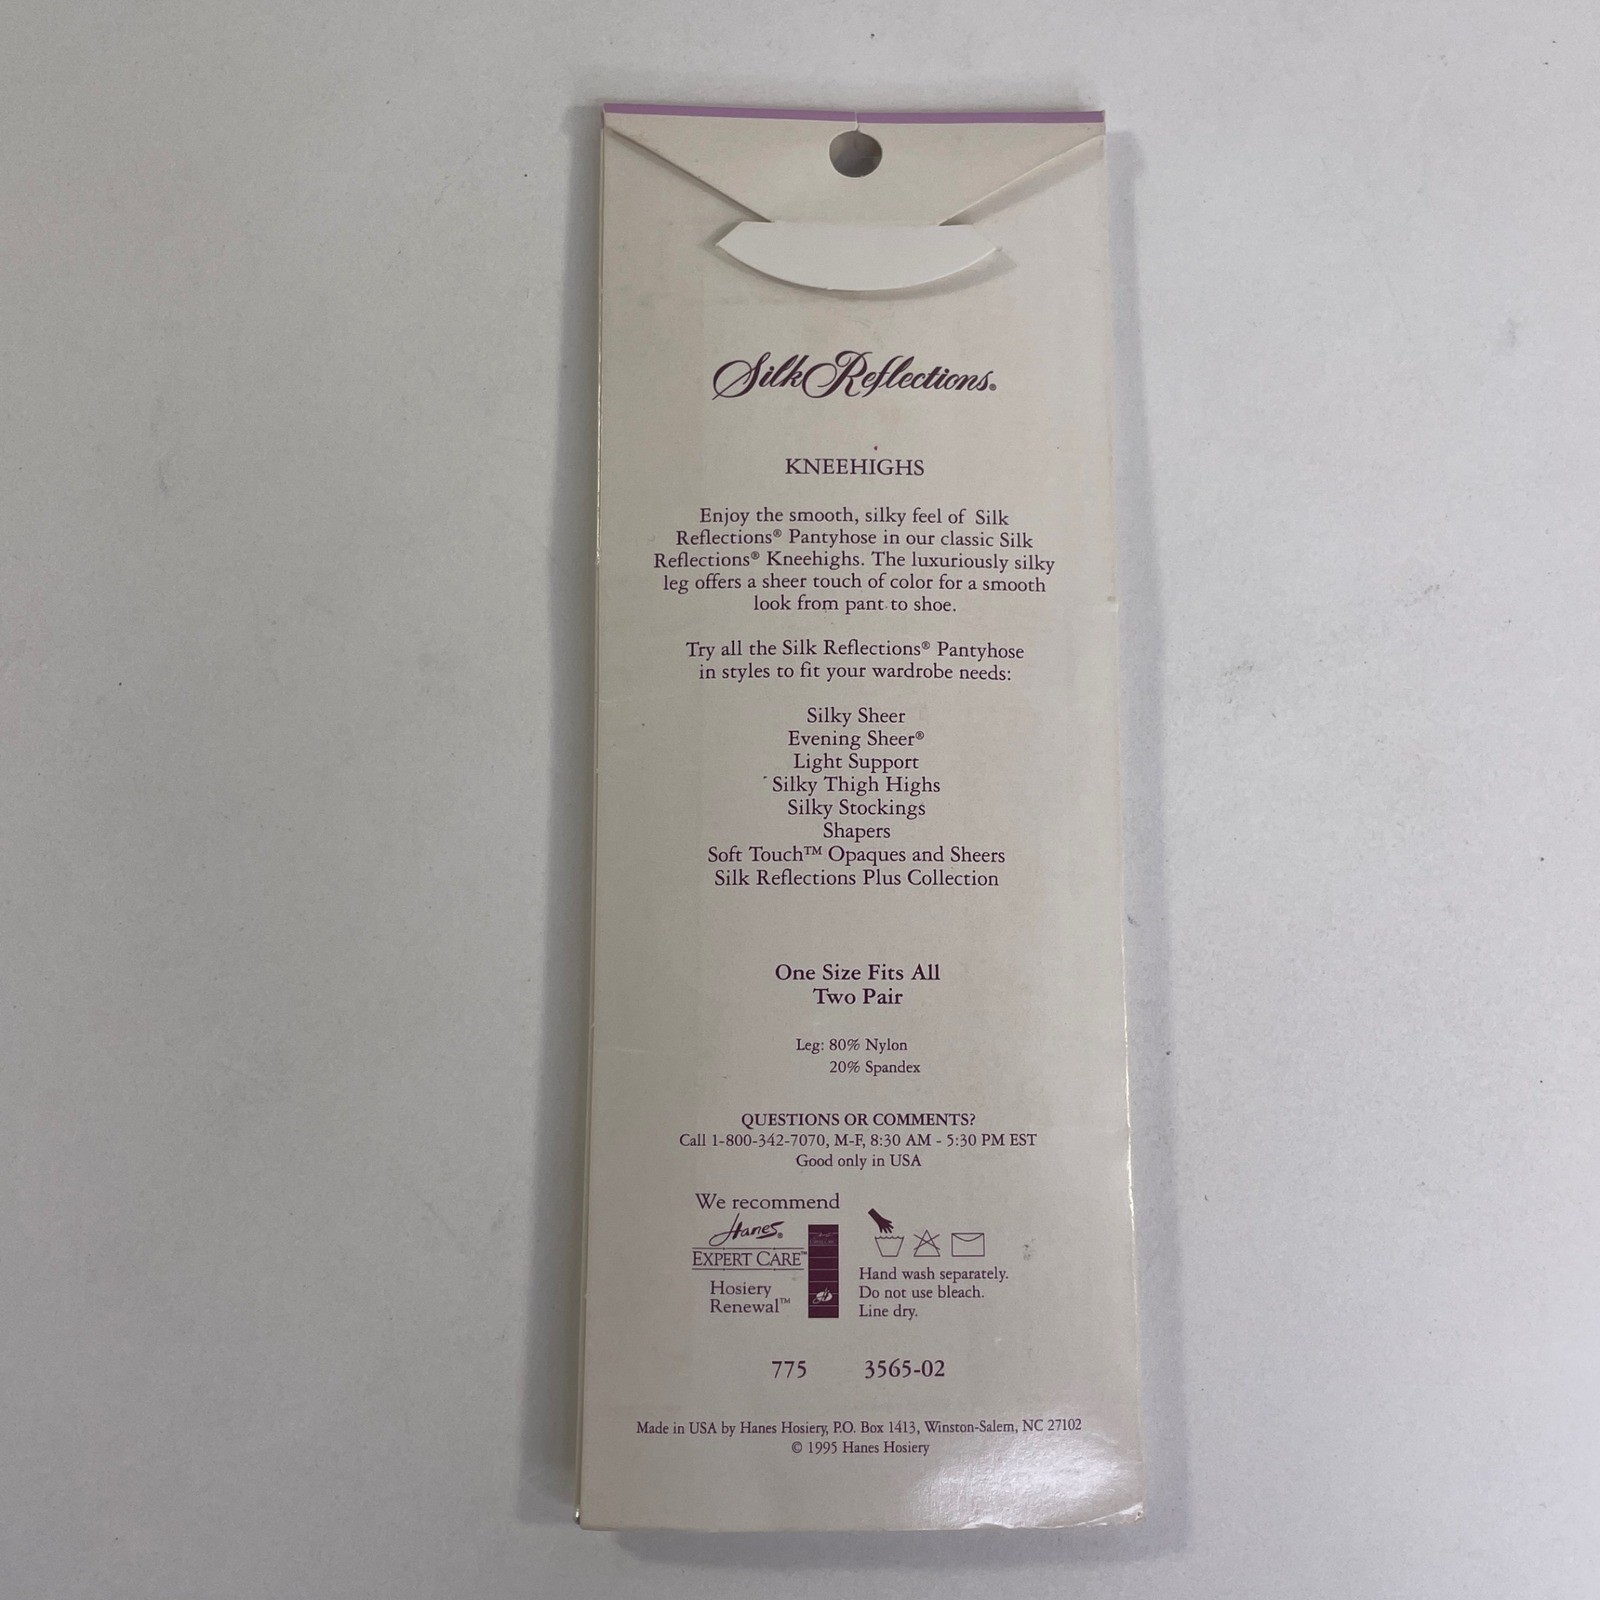 Silk Reflections®
KNEEHIGHS
Enjoy the smooth, silky feel of Silk
Reflections® Pantyhose in our classic Silk
Reflections® Kneehighs. The luxuriously silky
leg offers a sheer touch of color for a smooth
look from pant to shoe.
Try all the Silk Reflections® Pantyhose
in styles to fit your wardrobe needs:
Silky Sheer
Evening Sheer®
Light Support
Silky Thigh Highs
Silky Stockings
Shapers
Soft Touch™ Opaques and Sheers
Silk Reflections Plus Collection
One Size Fits All
Two Pair
Leg: 80% Nylon
20% Spandex
QUESTIONS OR COMMENTS?
Call 1-800-342-7070, M-F, 8:30 AM - 5:30 PM EST
Good only in USA
We recommend
Hanes®
EXPERT CARE™
Hosiery
Renewal™
Hand wash separately.
Do not use bleach.
Line dry.
775 3565-02
Made in USA by Hanes Hosiery, P.O. Box 1413, Winston-Salem, NC 27102
© 1995 Hanes Hosiery